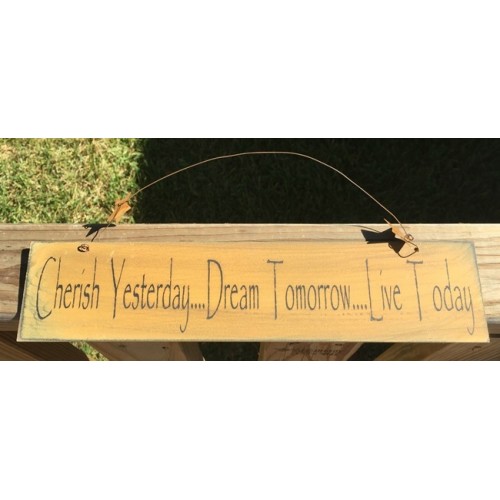 Cherish Yesterday....Dream Tomorrow....Live Today